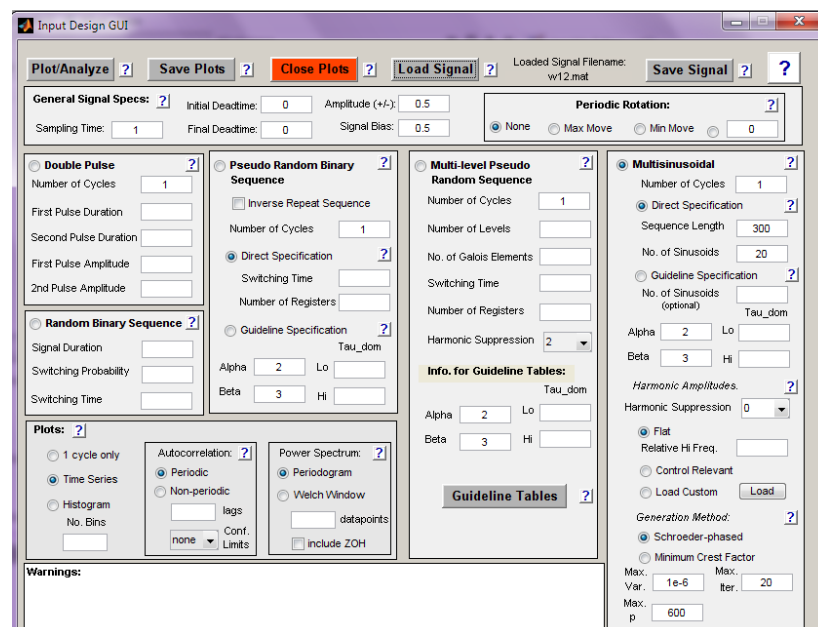 Input Design GUI
Plot/Analyze ? Save Plots ? Close Plots ? Load Signal ? Loaded Signal Filename: w12.mat Save Signal ? ?
General Signal Specs: ? Initial Deadtime: 0 Amplitude (+/-): 0.5
Sampling Time: 1 Final Deadtime: 0 Signal Bias: 0.5
Periodic Rotation: ?
None Max Move Min Move 0
Double Pulse ?
Number of Cycles 1
First Pulse Duration
Second Pulse Duration
First Pulse Amplitude
2nd Pulse Amplitude
Random Binary Sequence ?
Signal Duration
Switching Probability
Switching Time
Pseudo Random Binary ?
Sequence
Inverse Repeat Sequence
Number of Cycles 1
Direct Specification ?
Switching Time
Number of Registers
Guideline Specification ?
Tau_dom
Alpha 2 Lo
Beta 3 Hi
Multi-level Pseudo ?
Random Sequence
Number of Cycles 1
Number of Levels
No. of Galois Elements
Switching Time
Number of Registers
Harmonic Suppression 2
Info. for Guideline Tables:
Tau_dom
Alpha 2 Lo
Beta 3 Hi
Guideline Tables ?
Multisinusoidal ?
Number of Cycles 1
Direct Specification ?
Sequence Length 300
No. of Sinusoids 20
Guideline Specification ?
No. of Sinusoids
(optional) Tau_dom
Alpha 2 Lo
Beta 3 Hi
Harmonic Amplitudes. ?
Harmonic Suppression 0
Flat
Relative Hi Freq.
Control Relevant
Load Custom Load
Generation Method: ?
Schroeder-phased
Minimum Crest Factor
Max. Var. 1e-6 Max. Iter. 20
Max. p 600
Plots: ?
1 cycle only
Time Series
Histogram
No. Bins
Autocorrelation: ?
Periodic
Non-periodic
lags
none Conf. Limits
Power Spectrum: ?
Periodogram
Welch Window
datapoints
include ZOH
Warnings: